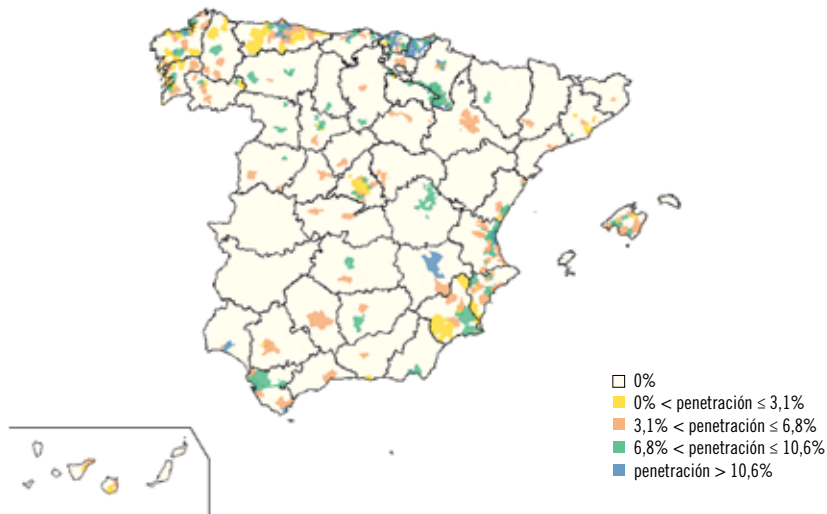 0%
0% < penetración ≤ 3,1%
3,1% < penetración ≤ 6,8%
6,8% < penetración ≤ 10,6%
penetración > 10,6%